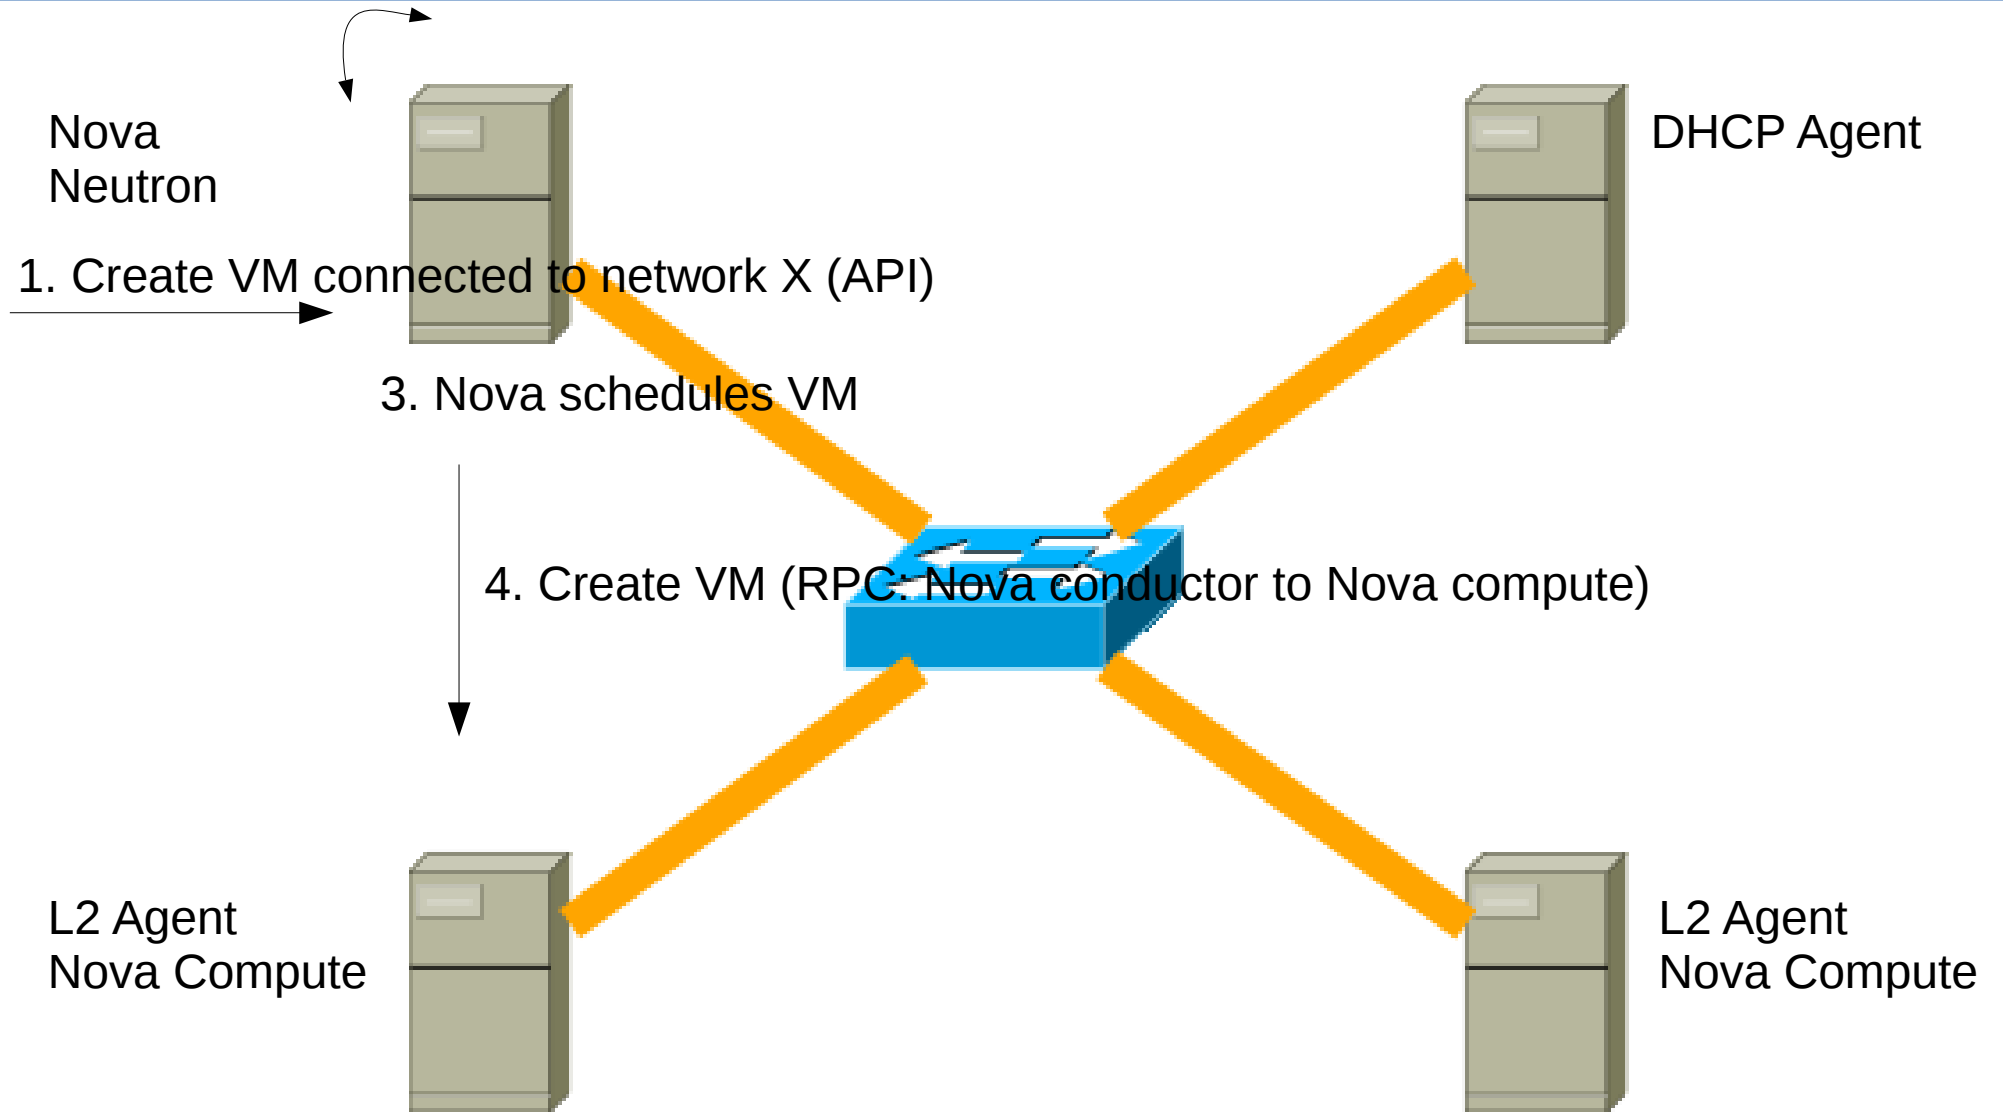 Nova
Neutron
DHCP Agent
1. Create VM connected to network X (API)
3. Nova schedules VM
4. Create VM (RPC: Nova conductor to Nova compute)
L2 Agent
Nova Compute
L2 Agent
Nova Compute